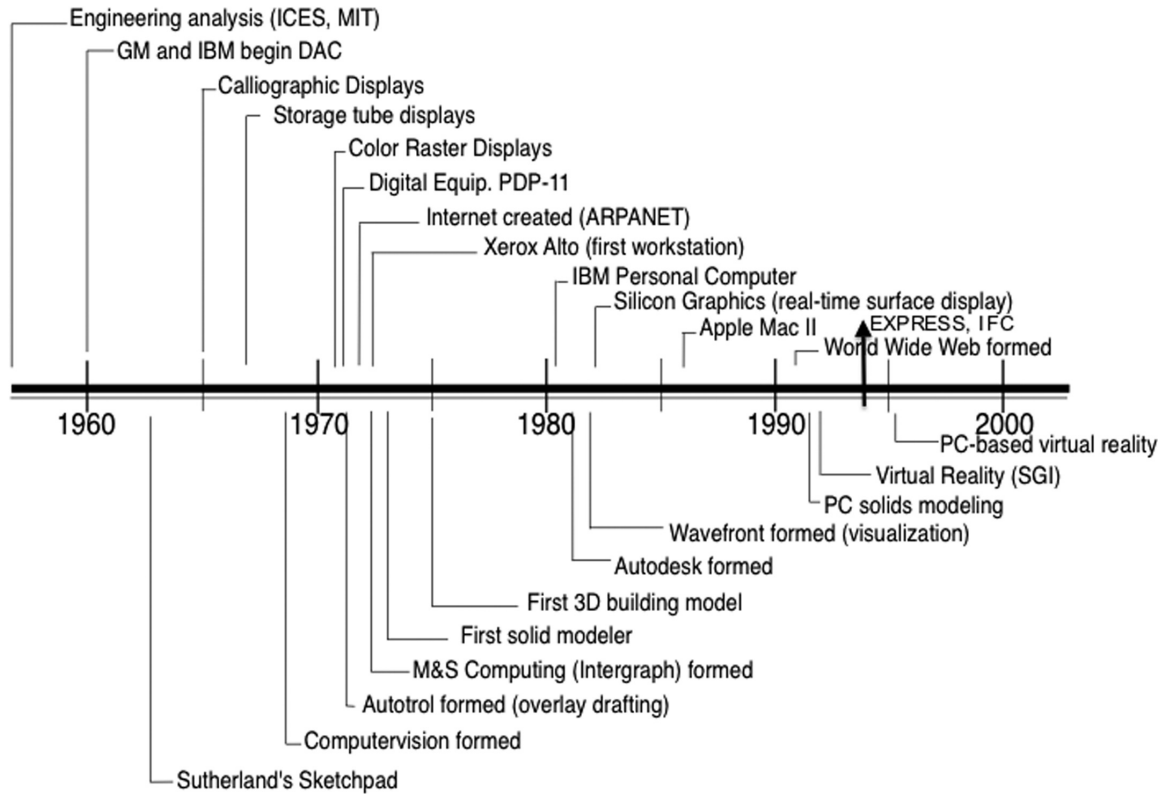 Engineering analysis (ICES, MIT)
GM and IBM begin DAC
Calliographic Displays
Storage tube displays
Color Raster Displays
Digital Equip. PDP-11
Internet created (ARPANET)
Xerox Alto (first workstation)
IBM Personal Computer
Silicon Graphics (real-time surface display)
EXPRESS, IFC
Apple Mac II
World Wide Web formed
1960 1970 1980 1990 2000
PC-based virtual reality
Virtual Reality (SGI)
PC solids modeling
Wavefront formed (visualization)
Autodesk formed
First 3D building model
First solid modeler
M&S Computing (Intergraph) formed
Autotrol formed (overlay drafting)
Computervision formed
Sutherland's Sketchpad